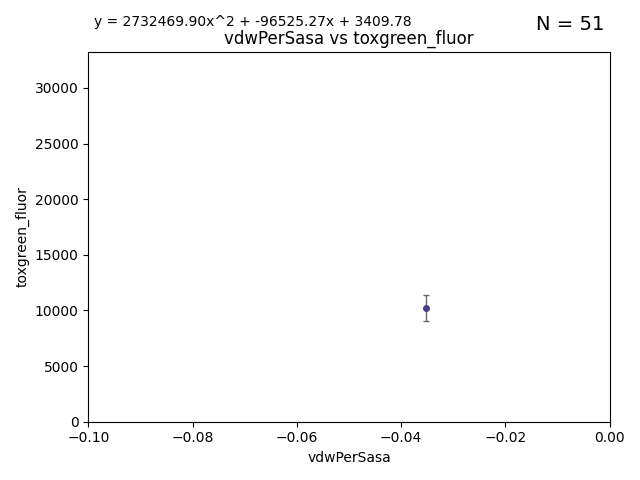 y = 2732469.90x^2 + -96525.27x + 3409.78
N = 51
vdwPerSasa vs toxgreen_fluor
30000
25000
20000
15000
10000
5000
0
toxgreen_fluor
−0.10
−0.08
−0.06
−0.04
−0.02
0.00
vdwPerSasa